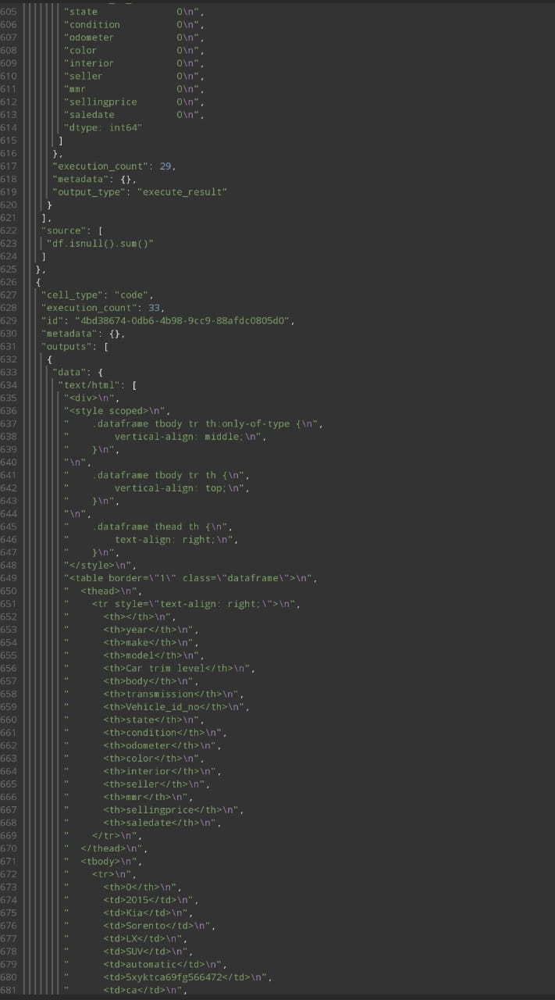 605 "state 0\n",
606 "condition 0\n",
607 "odometer 0\n",
608 "color 0\n",
609 "interior 0\n",
610 "seller 0\n",
611 "mmr 0\n",
612 "sellingprice 0\n",
613 "saledate 0\n",
614 "dtype: int64"
615 ]
616 },
617 "execution_count": 29,
618 "metadata": {},
619 "output_type": "execute_result"
620 }
621 ],
622 "source": [
623 "df.isnull().sum()"
624 ]
625 },
626 {
627 "cell_type": "code",
628 "execution_count": 33,
629 "id": "4bd38674-0db6-4b98-9cc9-88afdc0805d0",
630 "metadata": {},
631 "outputs": [
632 {
633 "data": {
634 "text/html": [
635 "<div>\n",
636 "<style scoped>\n",
637 "    .dataframe tbody tr th:only-of-type {\n",
638 "        vertical-align: middle;\n",
639 "    }\n",
640 "\n",
641 "    .dataframe tbody tr th {\n",
642 "        vertical-align: top;\n",
643 "    }\n",
644 "\n",
645 "    .dataframe thead th {\n",
646 "        text-align: right;\n",
647 "    }\n",
648 "</style>\n",
649 "<table border=\"1\" class=\"dataframe\">\n",
650 "  <thead>\n",
651 "    <tr style=\"text-align: right;\">\n",
652 "      <th></th>\n",
653 "      <th>year</th>\n",
654 "      <th>make</th>\n",
655 "      <th>model</th>\n",
656 "      <th>Car trim level</th>\n",
657 "      <th>body</th>\n",
658 "      <th>transmission</th>\n",
659 "      <th>Vehicle_id_no</th>\n",
660 "      <th>state</th>\n",
661 "      <th>condition</th>\n",
662 "      <th>odometer</th>\n",
663 "      <th>color</th>\n",
664 "      <th>interior</th>\n",
665 "      <th>seller</th>\n",
666 "      <th>mmr</th>\n",
667 "      <th>sellingprice</th>\n",
668 "      <th>saledate</th>\n",
669 "    </tr>\n",
670 "  </thead>\n",
671 "  <tbody>\n",
672 "    <tr>\n",
673 "      <th>0</th>\n",
674 "      <td>2015</td>\n",
675 "      <td>Kia</td>\n",
676 "      <td>Sorento</td>\n",
677 "      <td>LX</td>\n",
678 "      <td>SUV</td>\n",
679 "      <td>automatic</td>\n",
680 "      <td>5xyktca69fg566472</td>\n",
681 "      <td>ca</td>\n",